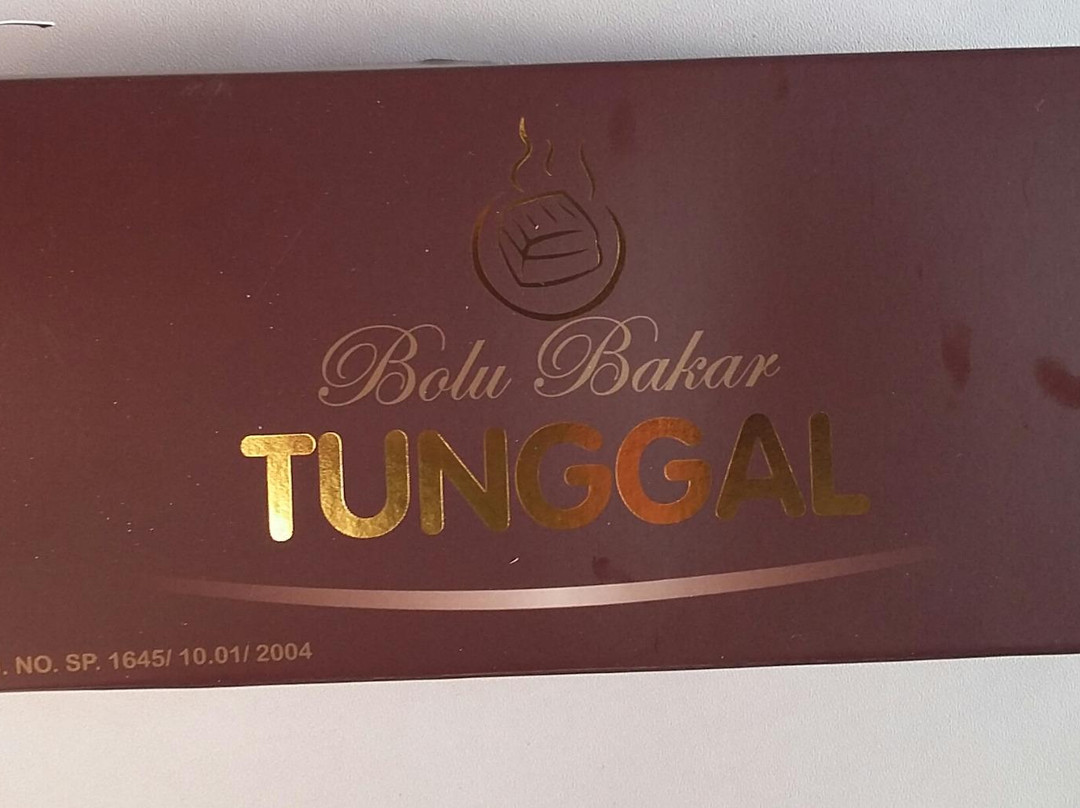 Bolu Bakar
TUNGGAL
. NO. SP. 1645/ 10.01/ 2004